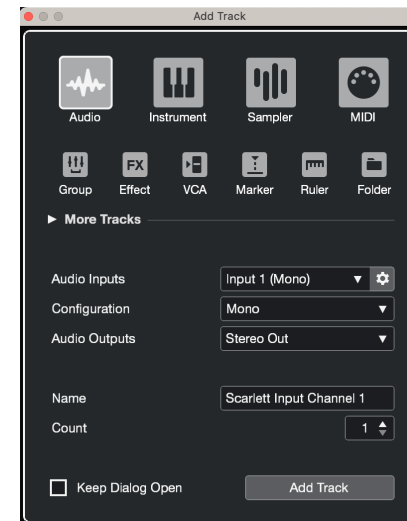 Add Track
Audio Instrument Sampler MIDI
FX
Group Effect VCA Marker Ruler Folder
More Tracks
Audio Inputs Input 1 (Mono)
Configuration Mono
Audio Outputs Stereo Out
Name Scarlett Input Channel 1
Count 1
Keep Dialog Open Add Track